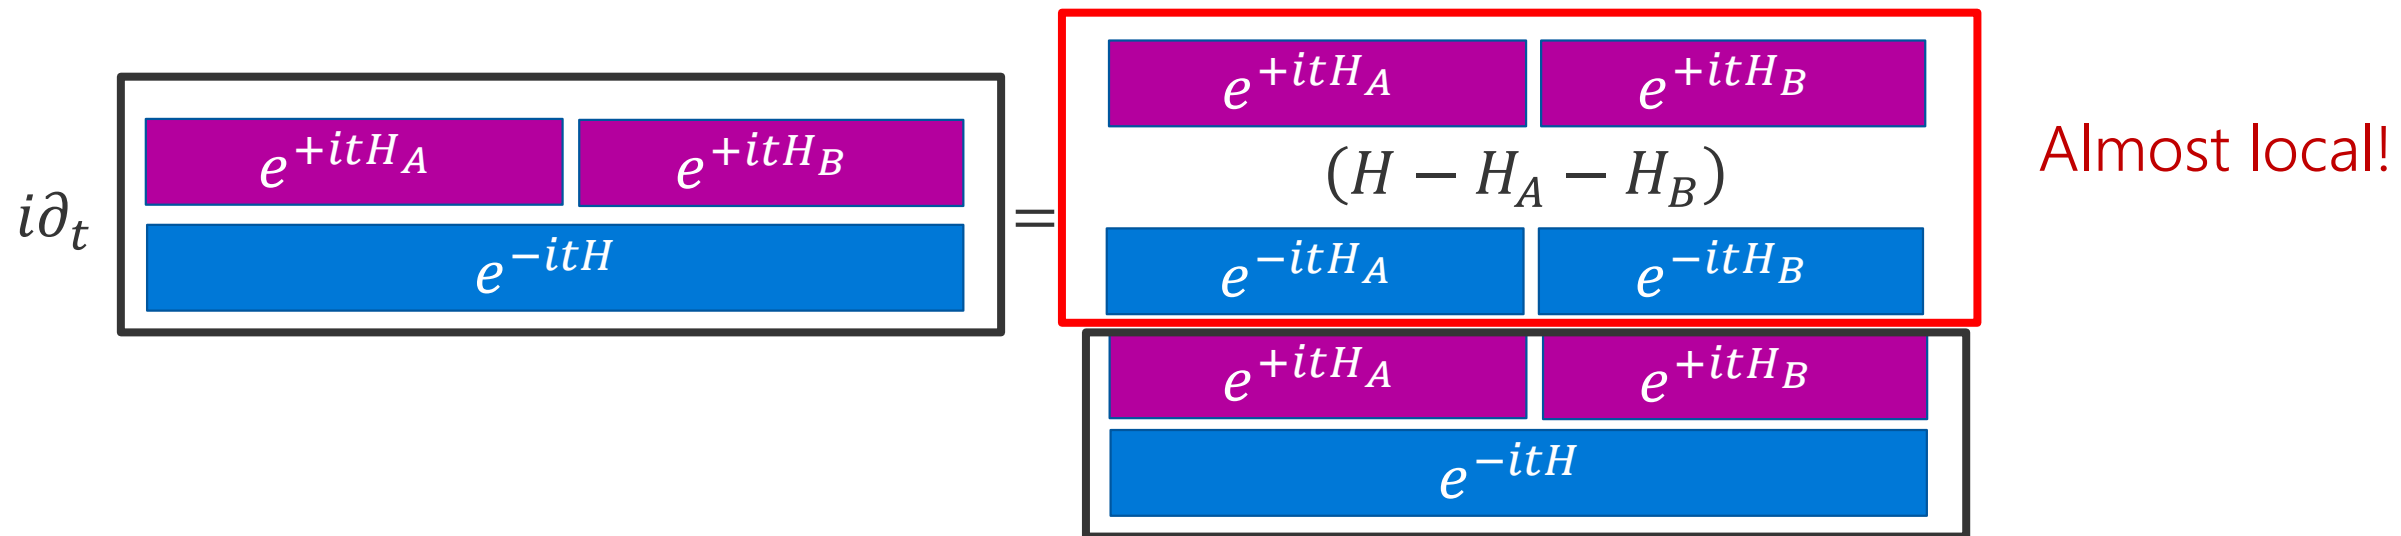 i∂_t
e^{+itH_A} e^{+itH_B}
e^{-itH}
=
e^{+itH_A} e^{+itH_B}
(H − H_A − H_B)
e^{-itH_A} e^{-itH_B}
Almost local!
e^{+itH_A} e^{+itH_B}
e^{-itH}